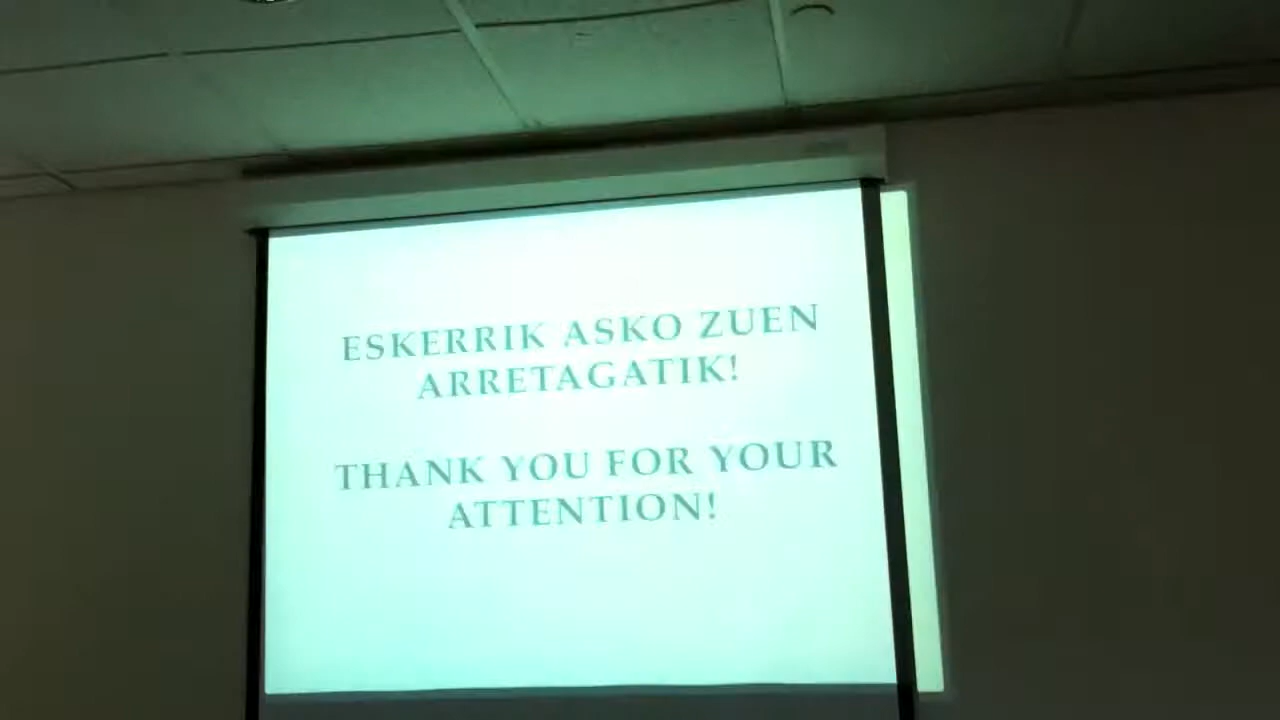 ESKERRIK ASKO ZUEN
ARRETAGATIK!
THANK YOU FOR YOUR
ATTENTION!